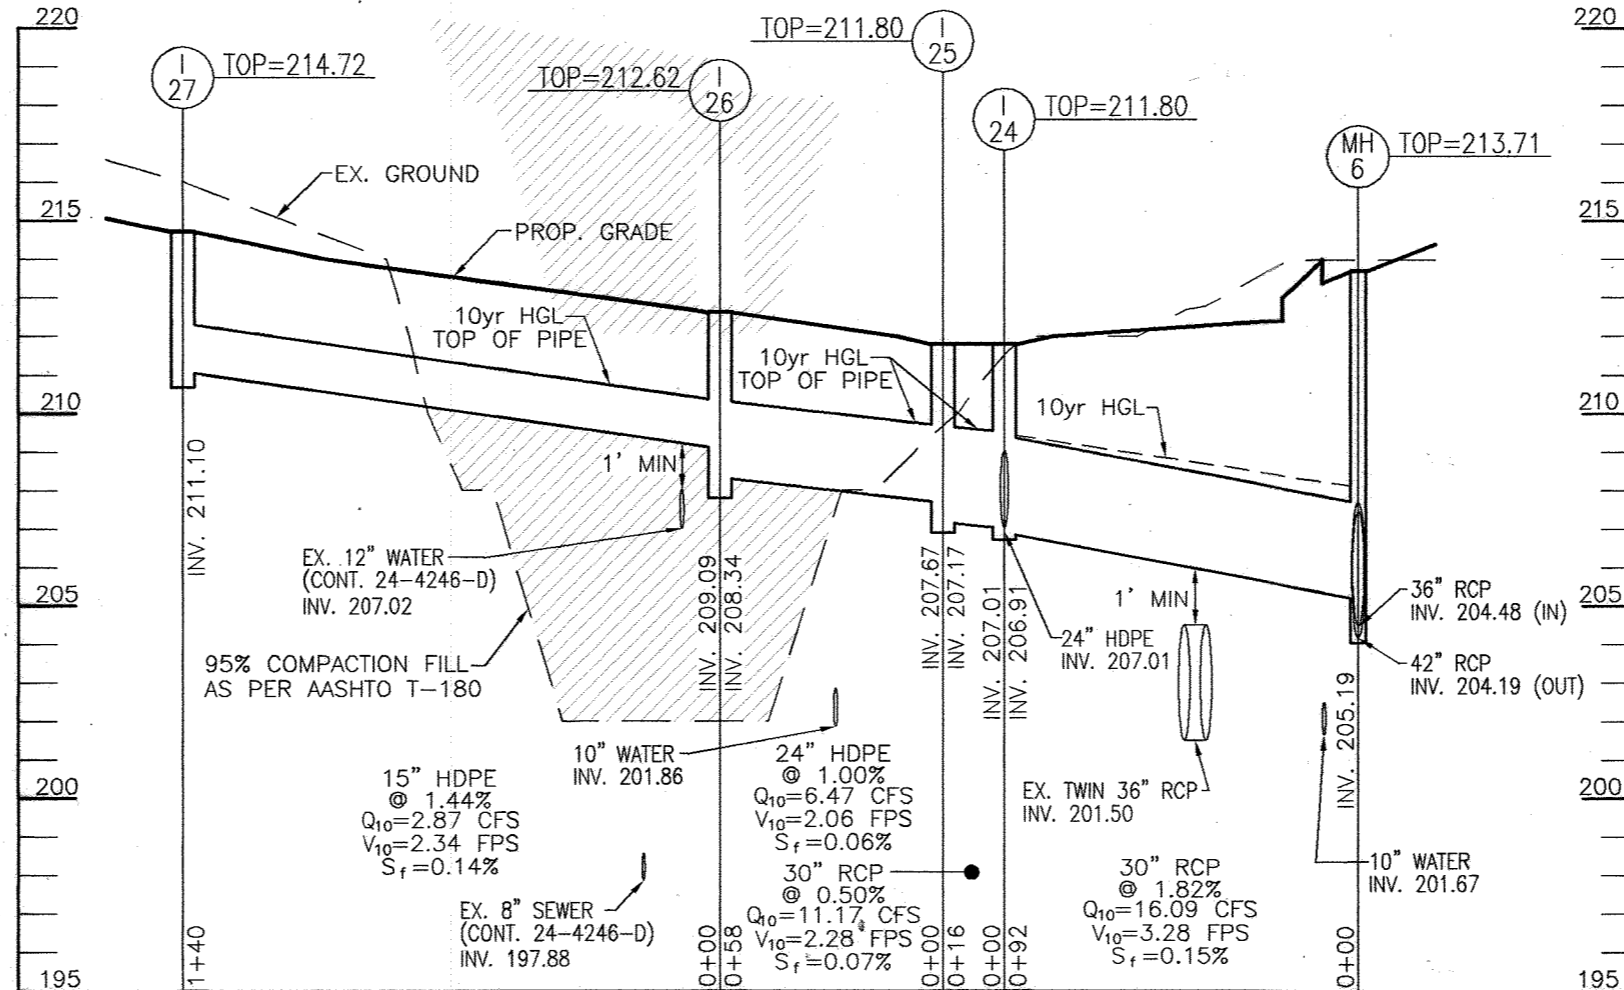 220
220
I
27
TOP=214.72
TOP=212.62
I
26
TOP=211.80
I
25
I
24
TOP=211.80
MH
6
TOP=213.71
EX. GROUND
PROP. GRADE
215
215
10yr HGL
TOP OF PIPE
10yr HGL
TOP OF PIPE
10yr HGL
210
210
1' MIN
INV. 211.10
EX. 12" WATER
(CONT. 24-4246-D)
INV. 207.02
95% COMPACTION FILL
AS PER AASHTO T-180
INV. 209.09
INV. 208.34
INV. 207.67
INV. 207.17
INV. 207.01
INV. 206.91
24" HDPE
INV. 207.01
1' MIN
205
205
36" RCP
INV. 204.48 (IN)
42" RCP
INV. 204.19 (OUT)
INV. 205.19
10" WATER
INV. 201.86
15" HDPE
@ 1.44%
Q10=2.87 CFS
V10=2.34 FPS
Sf=0.14%
24" HDPE
@ 1.00%
Q10=6.47 CFS
V10=2.06 FPS
Sf=0.06%
EX. TWIN 36" RCP
INV. 201.50
200
200
30" RCP
@ 0.50%
Q10=11.17 CFS
V10=2.28 FPS
Sf=0.07%
30" RCP
@ 1.82%
Q10=16.09 CFS
V10=3.28 FPS
Sf=0.15%
10" WATER
INV. 201.67
EX. 8" SEWER
(CONT. 24-4246-D)
INV. 197.88
1+40
0+00
0+58
0+00
0+16
0+00
0+92
0+00
195
195